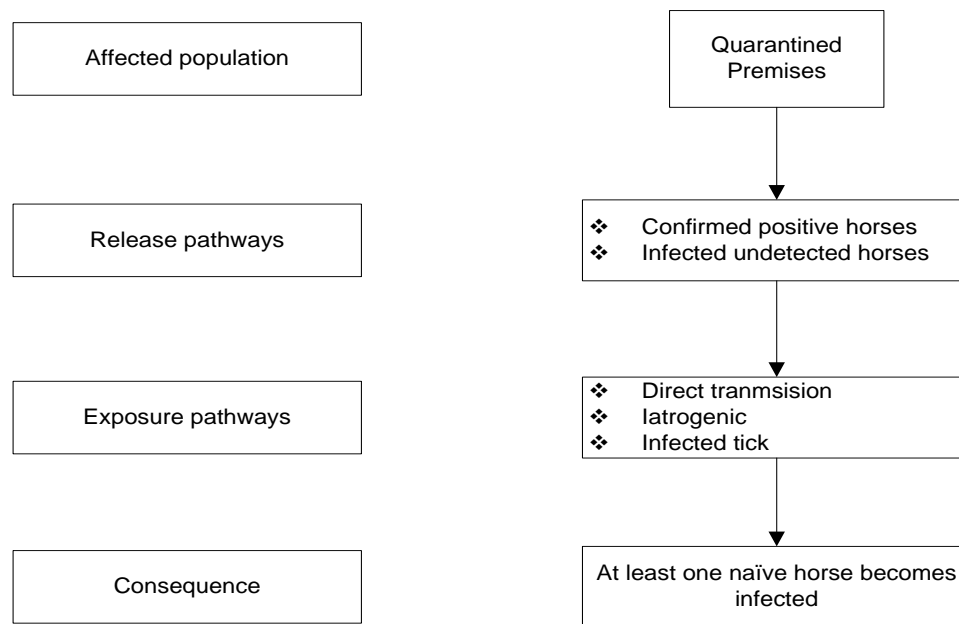 Affected population
Quarantined
Premises
Release pathways
❖ Confirmed positive horses
❖ Infected undetected horses
Exposure pathways
❖ Direct tranmsision
❖ Iatrogenic
❖ Infected tick
Consequence
At least one naïve horse becomes
infected